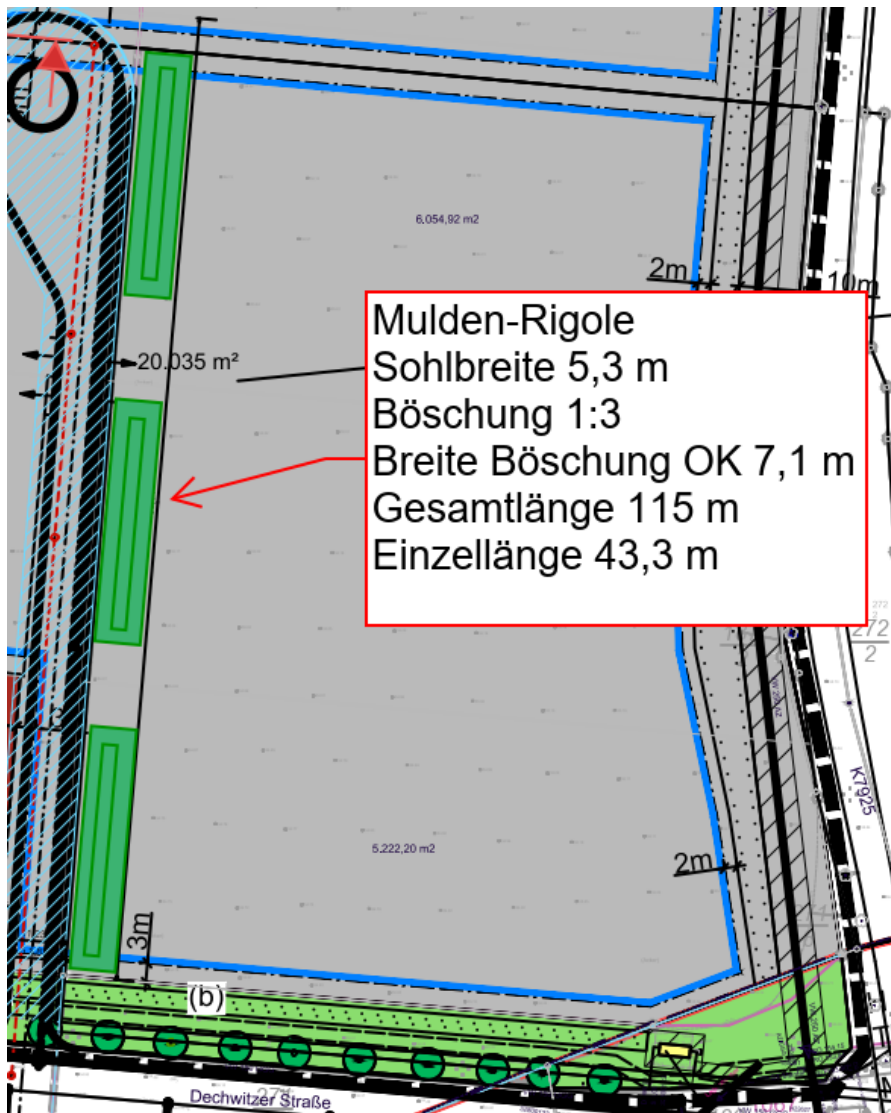 6.054,92 m2
2m
10m
Mulden-Rigole
Sohlbreite 5,3 m
Böschung 1:3
Breite Böschung OK 7,1 m
Gesamtlänge 115 m
Einzellänge 43,3 m
20.035 m²
272
2
K7925
5.222,20 m2
2m
3m
(b)
Dechwitzer Straße